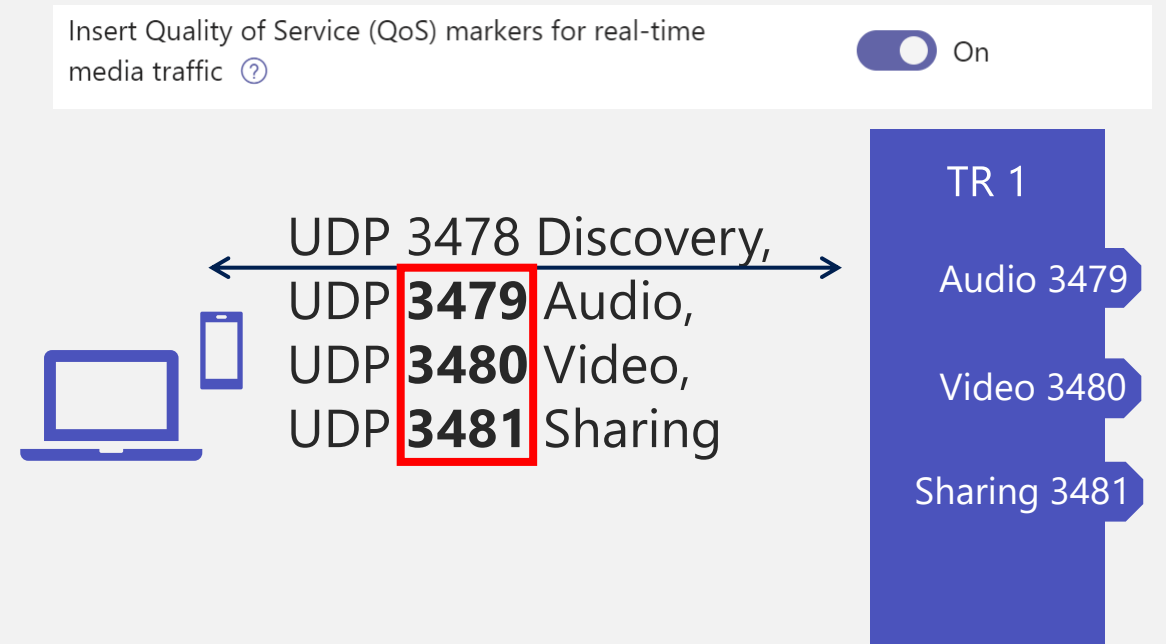 Insert Quality of Service (QoS) markers for real-time
media traffic ?
On
UDP 3478 Discovery,
UDP 3479 Audio,
UDP 3480 Video,
UDP 3481 Sharing
TR 1
Audio 3479
Video 3480
Sharing 3481